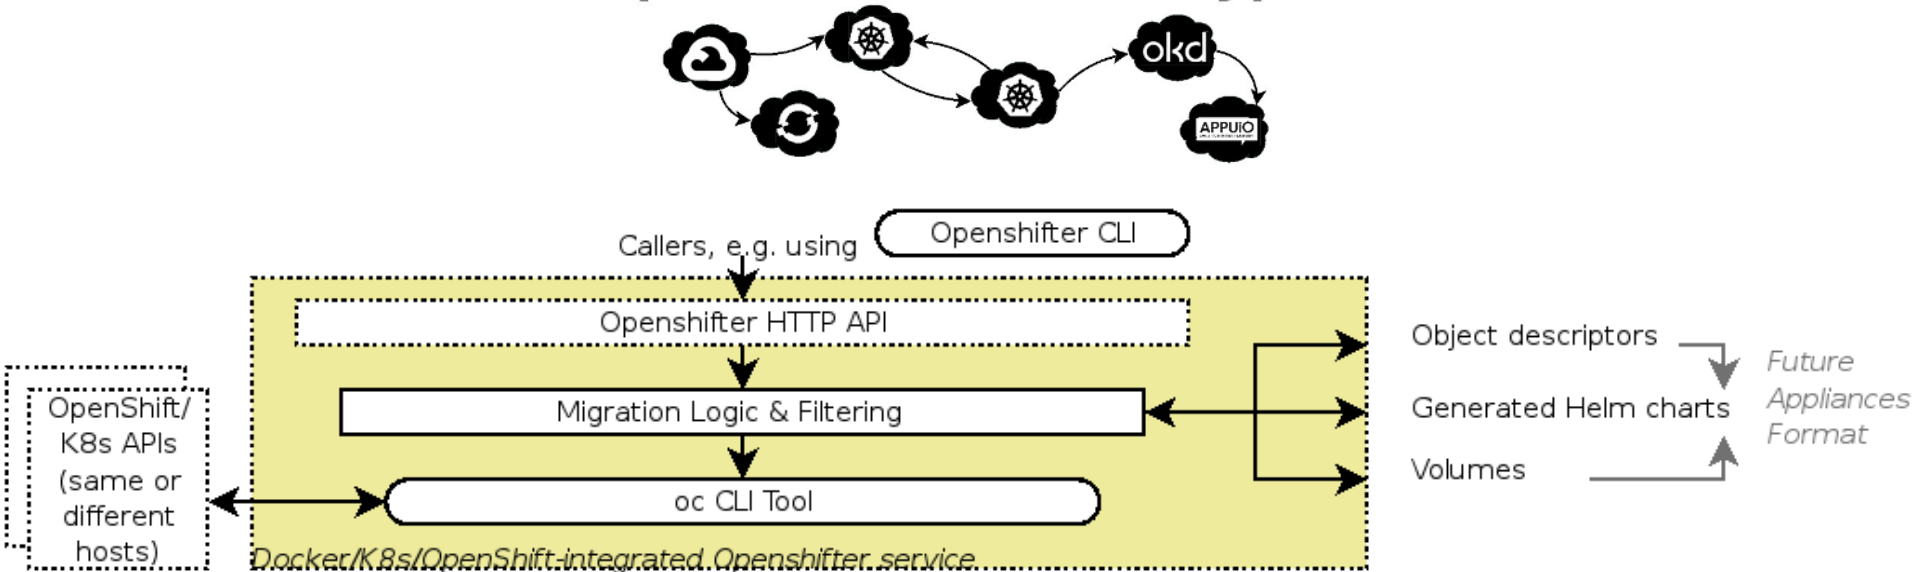 okd
APPUiO
Callers, e.g. using
Openshifter CLI
Openshifter HTTP API
Migration Logic & Filtering
oc CLI Tool
Docker/K8s/OpenShift-integrated Openshifter service
OpenShift/
K8s APIs
(same or
different
hosts)
Object descriptors
Generated Helm charts
Volumes
Future
Appliances
Format